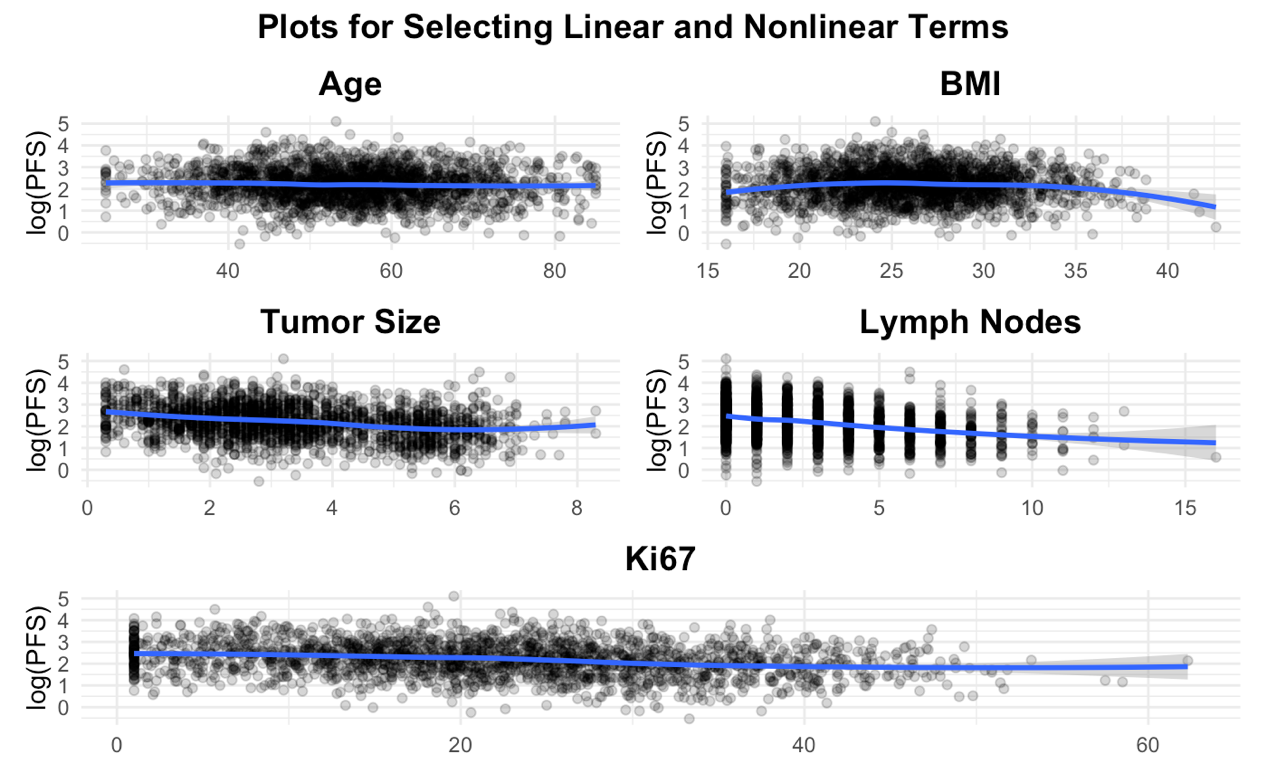 Plots for Selecting Linear and Nonlinear Terms
Age
log(PFS)
5
4
3
2
1
0
40 60 80
BMI
log(PFS)
5
4
3
2
1
0
15 20 25 30 35 40
Tumor Size
log(PFS)
5
4
3
2
1
0
0 2 4 6 8
Lymph Nodes
log(PFS)
5
4
3
2
1
0
0 5 10 15
Ki67
log(PFS)
5
4
3
2
1
0
0 20 40 60